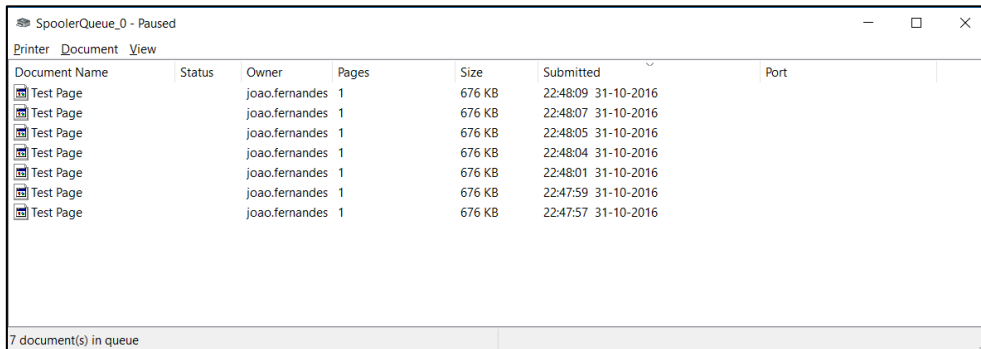 SpoolerQueue_0 - Paused
Printer Document View
Document Name Status Owner Pages Size Submitted Port
Test Page joao.fernandes 1 676 KB 22:48:09 31-10-2016
Test Page joao.fernandes 1 676 KB 22:48:07 31-10-2016
Test Page joao.fernandes 1 676 KB 22:48:05 31-10-2016
Test Page joao.fernandes 1 676 KB 22:48:04 31-10-2016
Test Page joao.fernandes 1 676 KB 22:48:01 31-10-2016
Test Page joao.fernandes 1 676 KB 22:47:59 31-10-2016
Test Page joao.fernandes 1 676 KB 22:47:57 31-10-2016
7 document(s) in queue